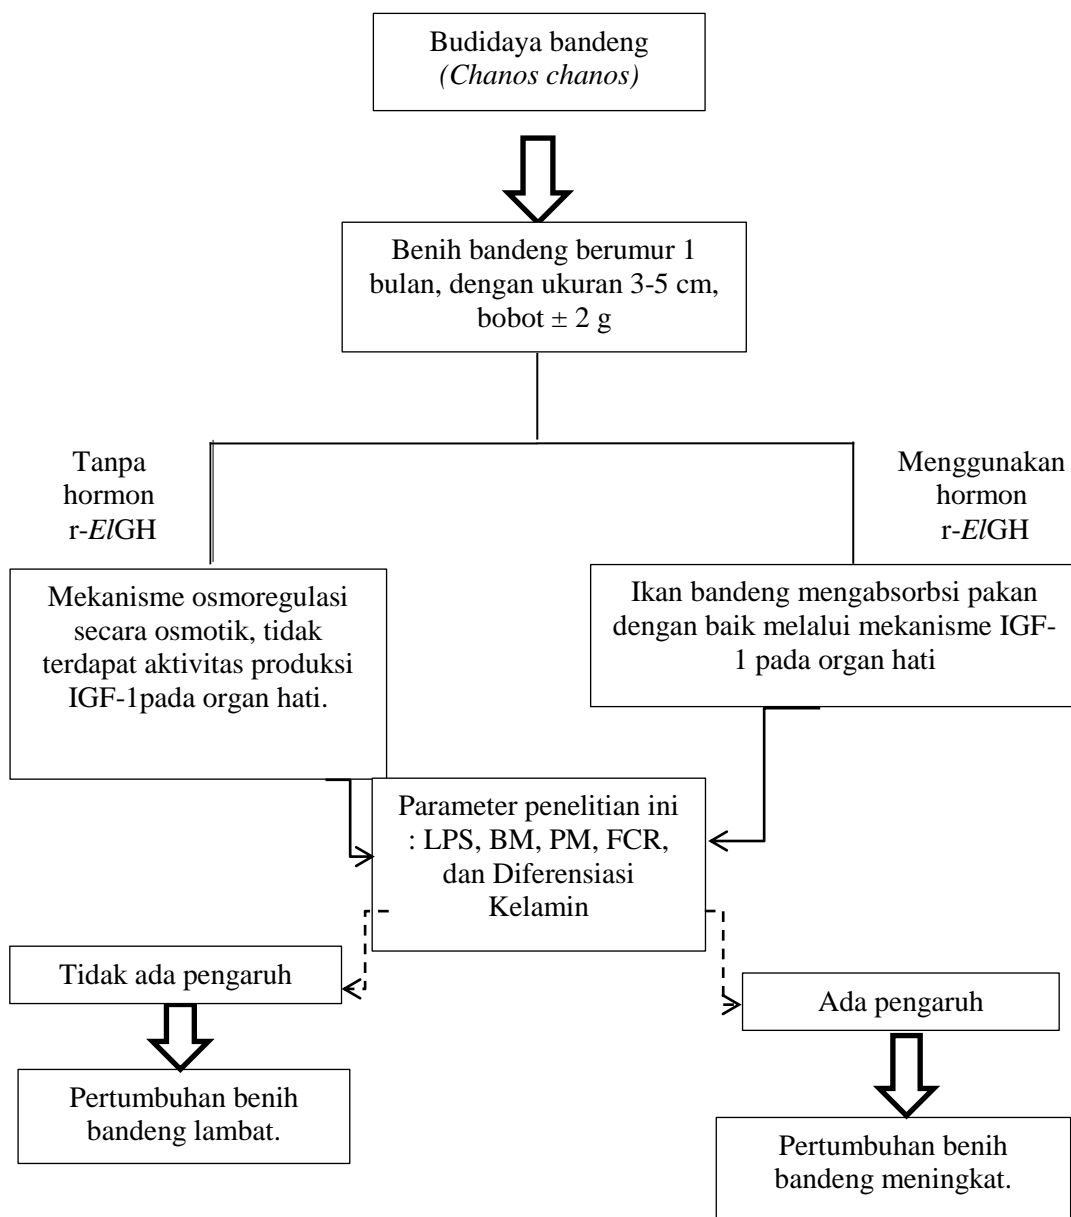 Budidaya bandeng
(Chanos chanos)
Benih bandeng berumur 1
bulan, dengan ukuran 3-5 cm,
bobot ± 2 g
Tanpa
hormon
r-ElGH
Menggunakan
hormon
r-ElGH
Mekanisme osmoregulasi
secara osmotik, tidak
terdapat aktivitas produksi
IGF-1pada organ hati.
Ikan bandeng mengabsorbsi pakan
dengan baik melalui mekanisme IGF-
1 pada organ hati
Parameter penelitian ini
: LPS, BM, PM, FCR,
dan Diferensiasi
Kelamin
Tidak ada pengaruh
Ada pengaruh
Pertumbuhan benih
bandeng lambat.
Pertumbuhan benih
bandeng meningkat.